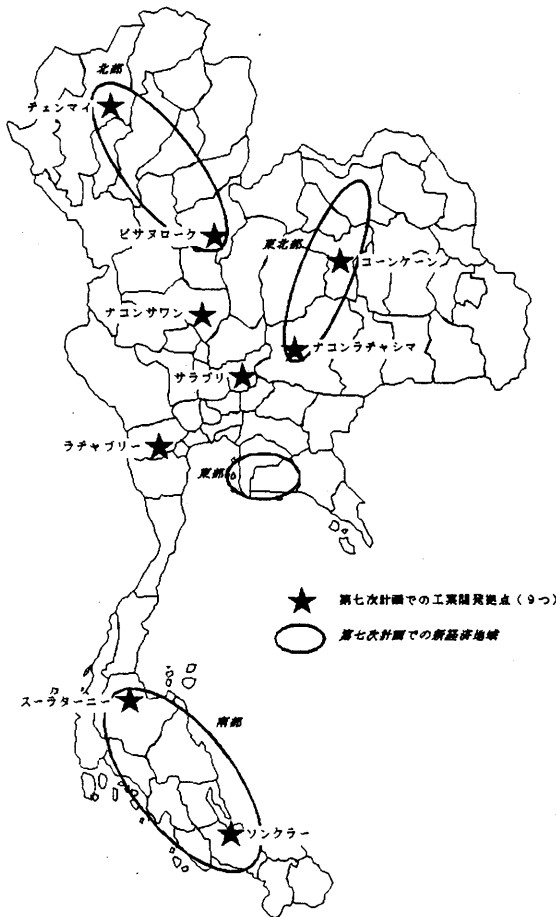 北部
チェンマイ
ピサヌローク
東北部
コーンケーン
ナコンサワン
ナコンラチャシマ
サラブリ
ラチャブリー
東部
第七次計画での工業開発拠点（9つ）
第七次計画での新経済地域
スーラターニー
南部
ソンクラー